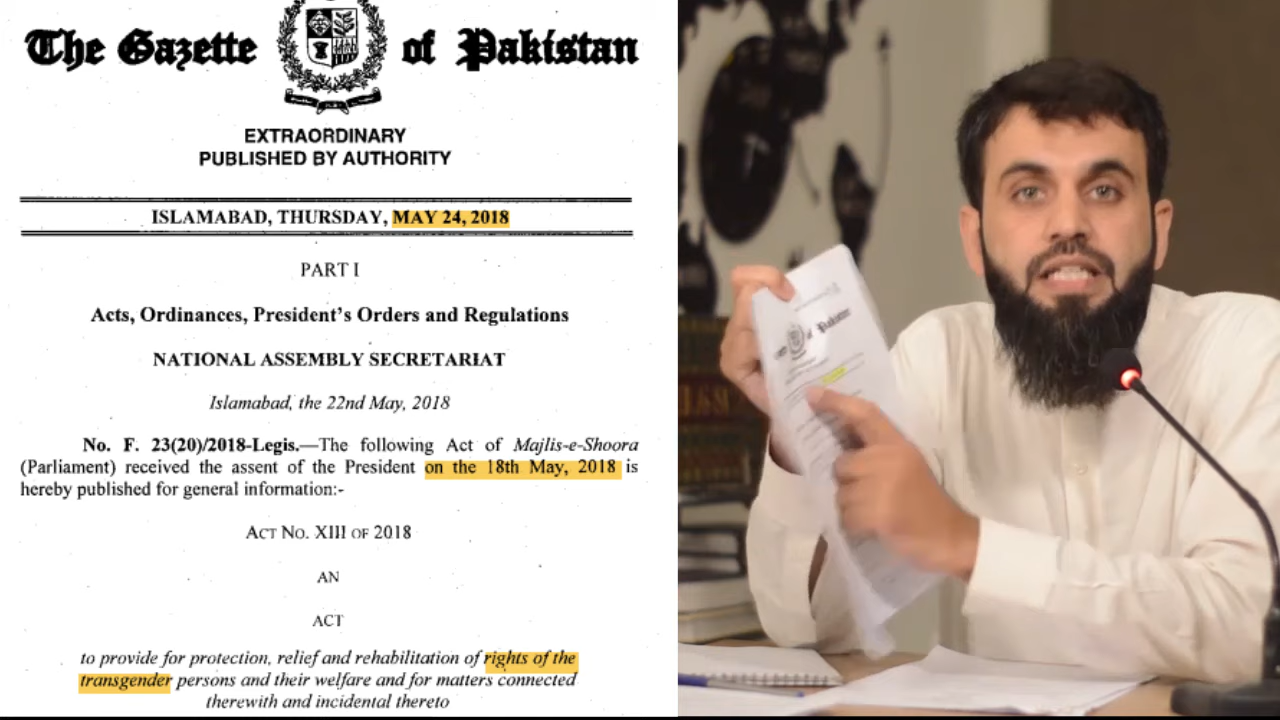 The Gazette of Pakistan
EXTRAORDINARY
PUBLISHED BY AUTHORITY
ISLAMABAD, THURSDAY, MAY 24, 2018
PART I
Acts, Ordinances, President's Orders and Regulations
NATIONAL ASSEMBLY SECRETARIAT
Islamabad, the 22nd May, 2018
No. F. 23(20)/2018-Legis.—The following Act of Majlis-e-Shoora
(Parliament) received the assent of the President on the 18th May, 2018 is
hereby published for general information:-
ACT NO. XIII OF 2018
AN
ACT
to provide for protection, relief and rehabilitation of rights of the
transgender persons and their welfare and for matters connected
therewith and incidental thereto
of Pakistan